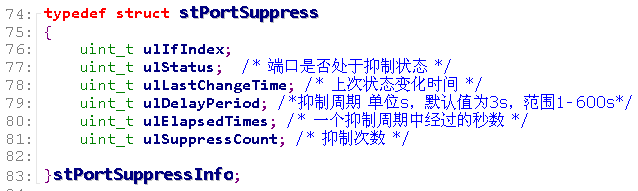 74: typedef struct stPortSuppress
75: {
76: uint_t ulIfIndex;
77: uint_t ulStatus; /* 端口是否处于抑制状态 */
78: uint_t ulLastChangeTime; /* 上次状态变化时间 */
79: uint_t ulDelayPeriod; /*抑制周期 单位s，默认值为3s，范围1-600s*/
80: uint_t ulElapsedTimes; /* 一个抑制周期中经过的秒数 */
81: uint_t ulSuppressCount; /* 抑制次数 */
82:
83: }stPortSuppressInfo;